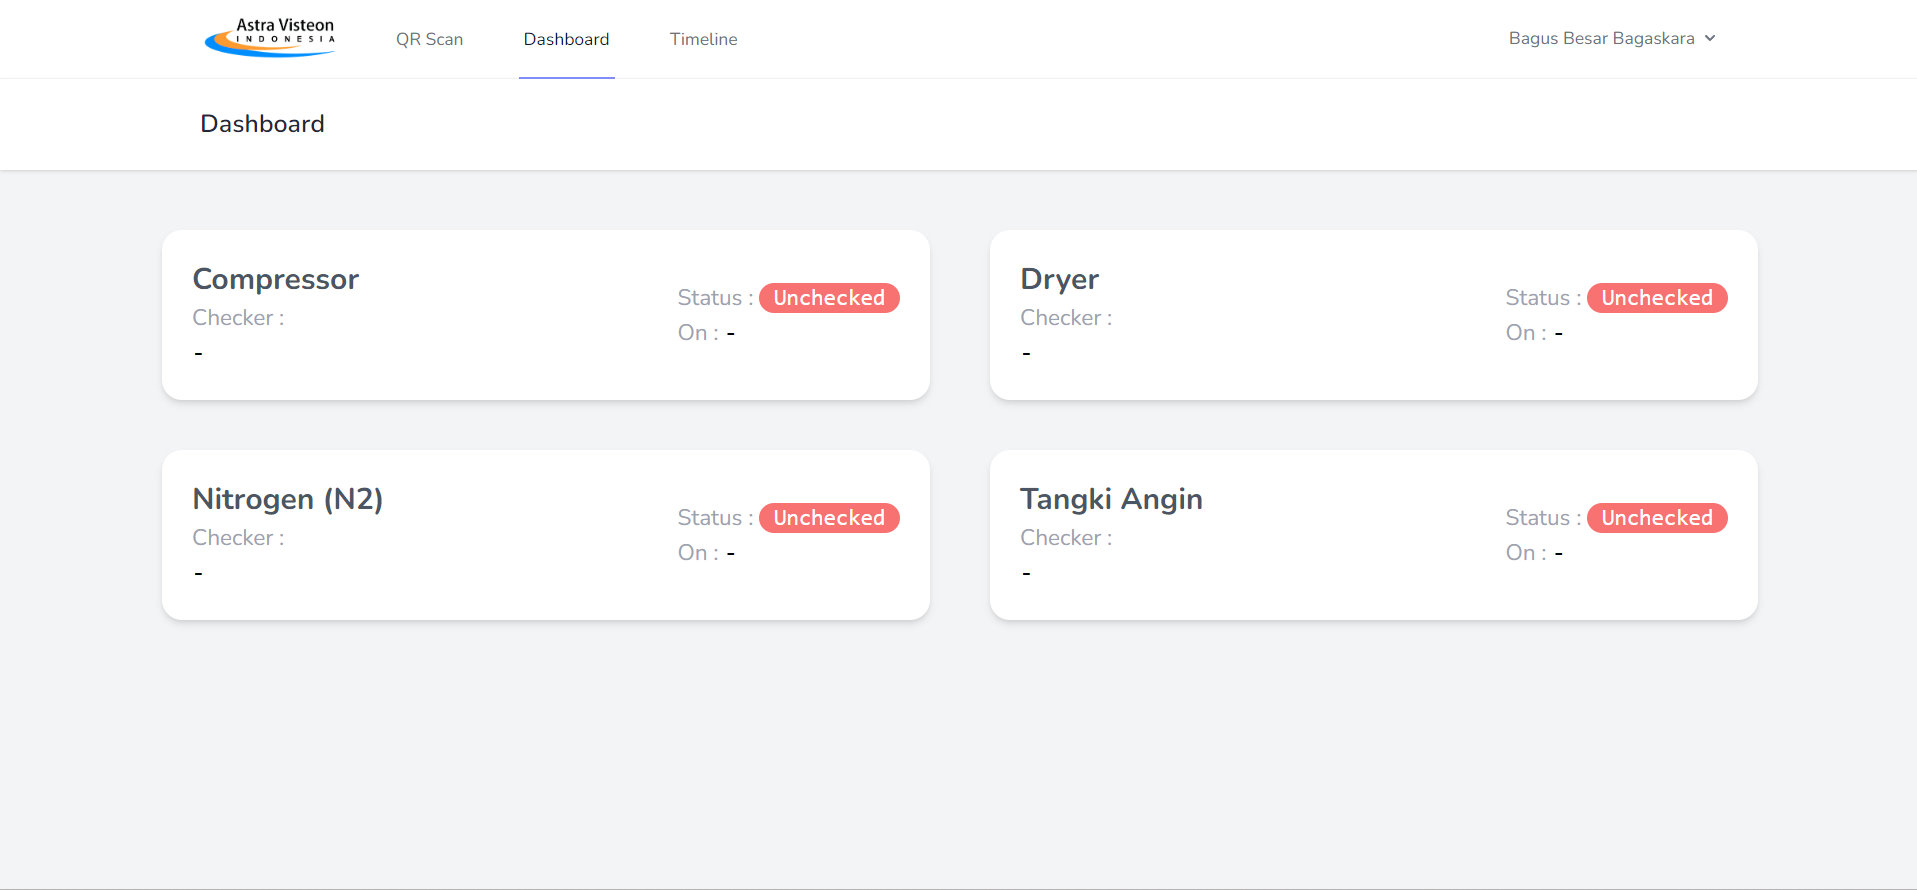 Astra Visteon
INDONESIA
QR Scan
Dashboard
Timeline
Bagus Besar Bagaskara
Dashboard
Compressor
Checker :
-
Status : Unchecked
On : -
Dryer
Checker :
-
Status : Unchecked
On : -
Nitrogen (N2)
Checker :
-
Status : Unchecked
On : -
Tangki Angin
Checker :
-
Status : Unchecked
On : -